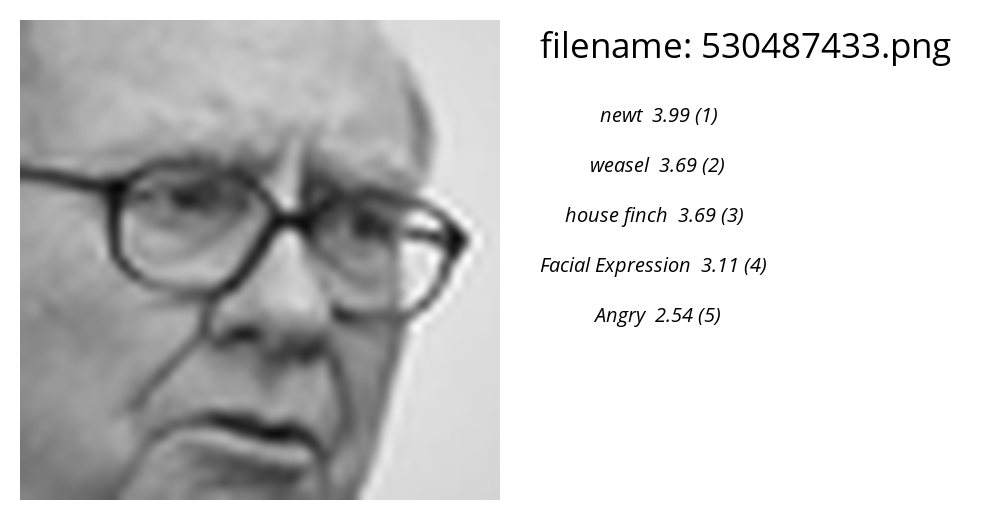 filename: 530487433.png
newt 3.99 (1)
weasel 3.69 (2)
house finch 3.69 (3)
Facial Expression 3.11 (4)
Angry 2.54 (5)